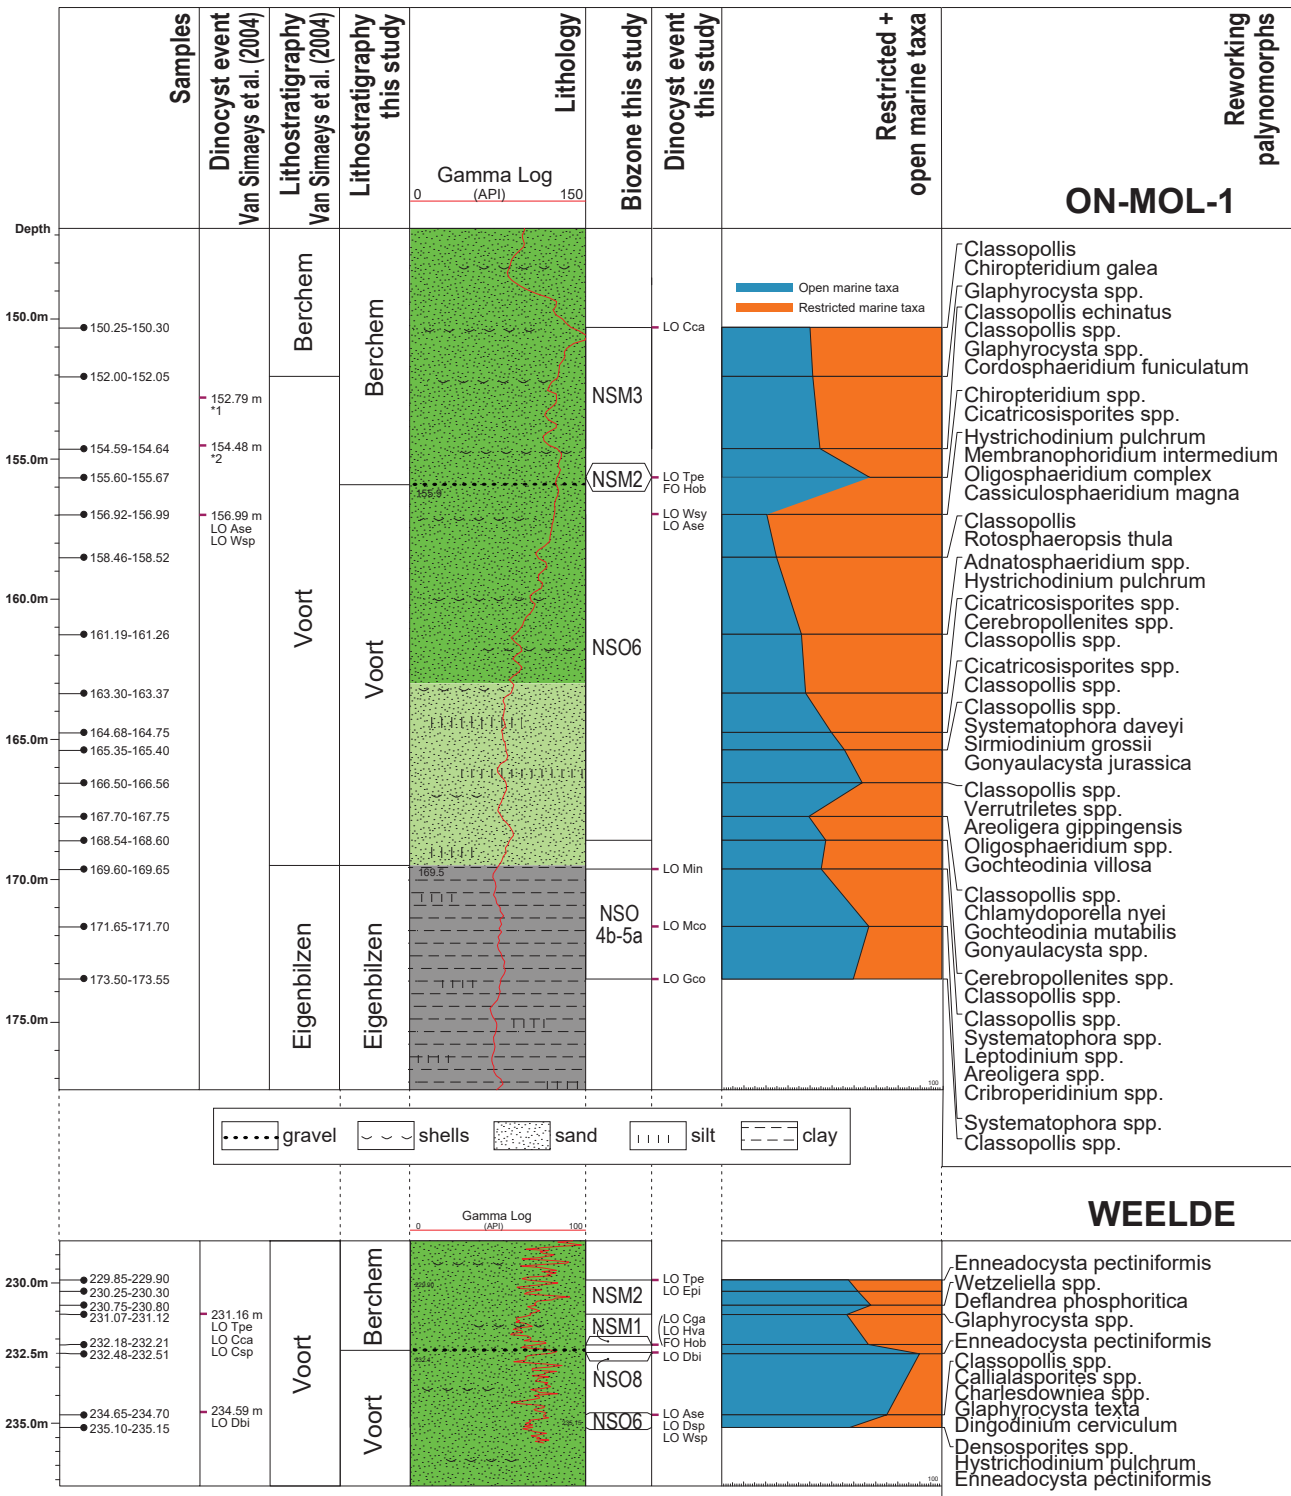 Samples
Dinocyst event
Van Simaeys et al. (2004)
Lithostratigraphy
Van Simaeys et al. (2004)
Lithostratigraphy
this study
Lithology
Gamma Log
(API)
0
150
Biozone this study
Dinocyst event
this study
Restricted +
open marine taxa
Reworking
palynomorphs
ON-MOL-1
Depth
150.0m
155.0m
160.0m
165.0m
170.0m
175.0m
150.25-150.30
152.00-152.05
154.59-154.64
155.60-155.67
156.92-156.99
158.46-158.52
161.19-161.26
163.30-163.37
164.68-164.75
165.35-165.40
166.50-166.56
167.70-167.75
168.54-168.60
169.60-169.65
171.65-171.70
173.50-173.55
152.79 m
*1
154.48 m
*2
156.99 m
LO Ase
LO Wsp
Berchem
Voort
Eigenbilzen
Berchem
Voort
Eigenbilzen
155.9
169.5
NSM3
NSM2
NSO6
NSO
4b-5a
LO Cca
LO Tpe
FO Hob
LO Wsy
LO Ase
LO Min
LO Mco
LO Gco
Open marine taxa
Restricted marine taxa
100
Classopollis
Chiropteridium galea
Glaphyrocysta spp.
Classopollis echinatus
Classopollis spp.
Glaphyrocysta spp.
Cordosphaeridium funiculatum
Chiropteridium spp.
Cicatricosisporites spp.
Hystrichodinium pulchrum
Membranophoridium intermedium
Oligosphaeridium complex
Cassiculosphaeridium magna
Classopollis
Rotosphaeropsis thula
Adnatosphaeridium spp.
Hystrichodinium pulchrum
Cicatricosisporites spp.
Cerebropollenites spp.
Classopollis spp.
Cicatricosisporites spp.
Classopollis spp.
Classopollis spp.
Systematophora daveyi
Sirmiodinium grossii
Gonyaulacysta jurassica
Classopollis spp.
Verrutriletes spp.
Areoligera gippingensis
Oligosphaeridium spp.
Gochteodinia villosa
Classopollis spp.
Chlamydoporella nyei
Gochteodinia mutabilis
Gonyaulacysta spp.
Cerebropollenites spp.
Classopollis spp.
Classopollis spp.
Systematophora spp.
Leptodinium spp.
Areoligera spp.
Cribroperidinium spp.
Systematophora spp.
Classopollis spp.
gravel
shells
sand
silt
clay
WEELDE
Gamma Log
(API)
0
100
230.0m
232.5m
235.0m
229.85-229.90
230.25-230.30
230.75-230.80
231.07-231.12
232.18-232.21
232.48-232.51
234.65-234.70
235.10-235.15
231.16 m
LO Tpe
LO Cca
LO Csp
234.59 m
LO Dbi
Voort
Berchem
Voort
NSM2
NSM1
NSO8
NSO6
LO Tpe
LO Epi
LO Cga
LO Hva
FO Hob
LO Dbi
LO Ase
LO Dsp
LO Wsp
100
Enneadocysta pectiniformis
Wetzeliella spp.
Deflandrea phosphoritica
Glaphyrocysta spp.
Enneadocysta pectiniformis
Classopollis spp.
Callialasporites spp.
Charlesdowniea spp.
Glaphyrocysta texta
Dingodinium cerviculum
Densosporites spp.
Hystrichodinium pulchrum
Enneadocysta pectiniformis